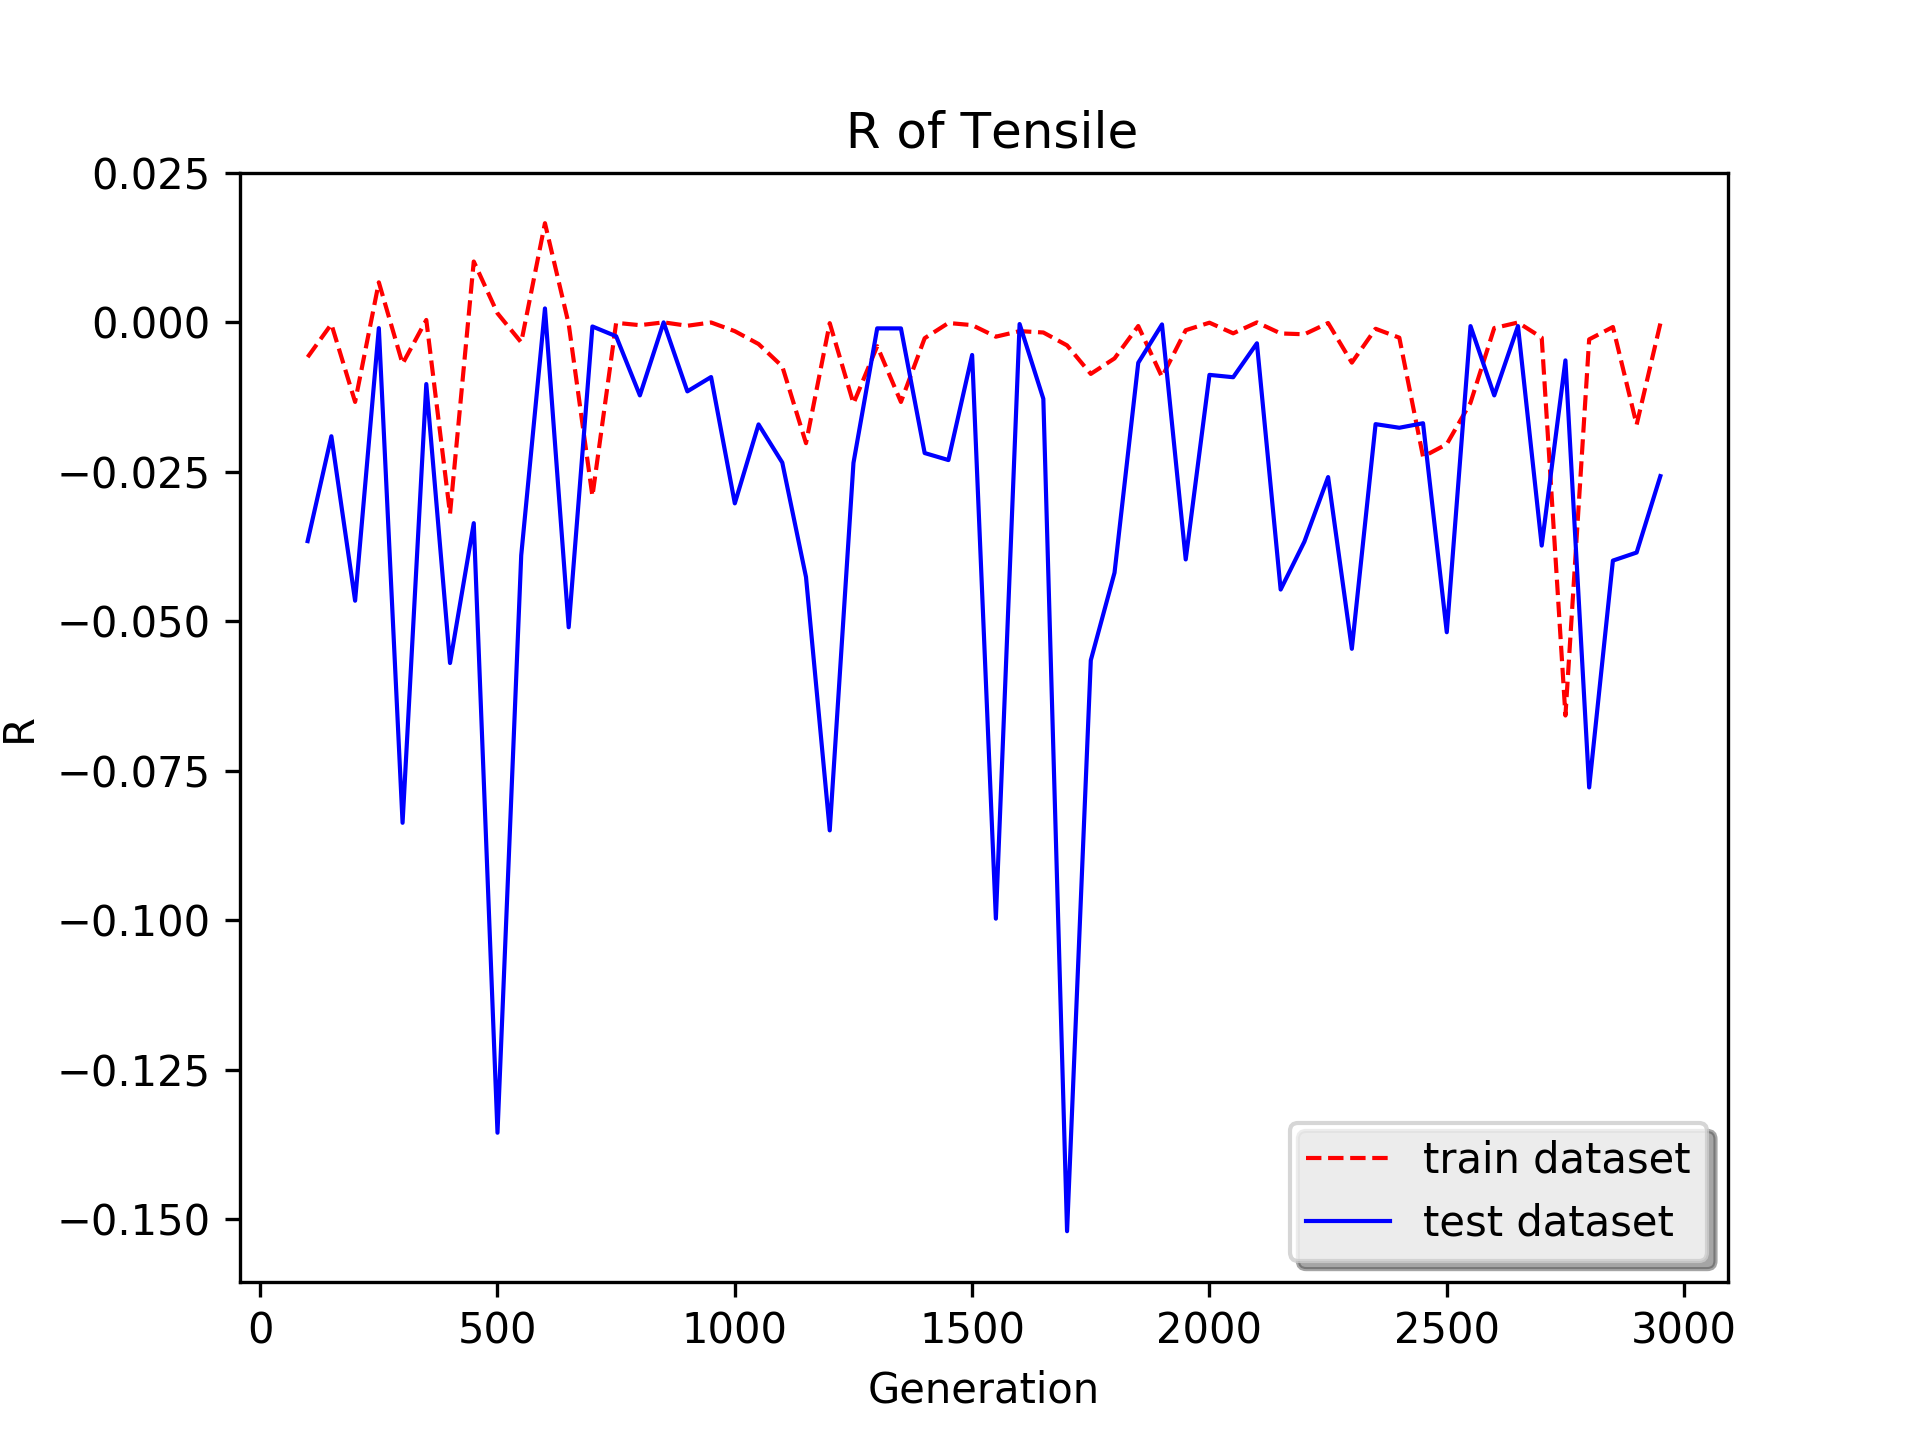 R of Tensile
0.025
0.000
−0.025
−0.050
−0.075
−0.100
−0.125
−0.150
R
train dataset
test dataset
0 500 1000 1500 2000 2500 3000
Generation